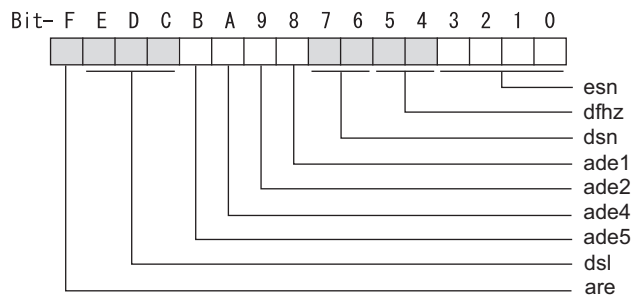 Bit- F E D C B A 9 8 7 6 5 4 3 2 1 0
esn
dfhz
dsn
ade1
ade2
ade4
ade5
dsl
are